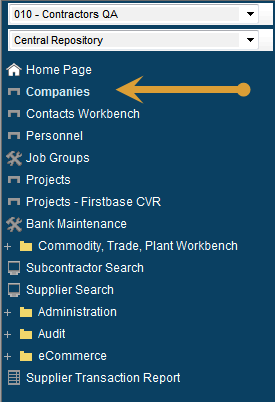 010 - Contractors QA
Central Repository
Home Page
Companies
Contacts Workbench
Personnel
Job Groups
Projects
Projects - Firstbase CVR
Bank Maintenance
+ Commodity, Trade, Plant Workbench
Subcontractor Search
Supplier Search
+ Administration
+ Audit
+ eCommerce
Supplier Transaction Report